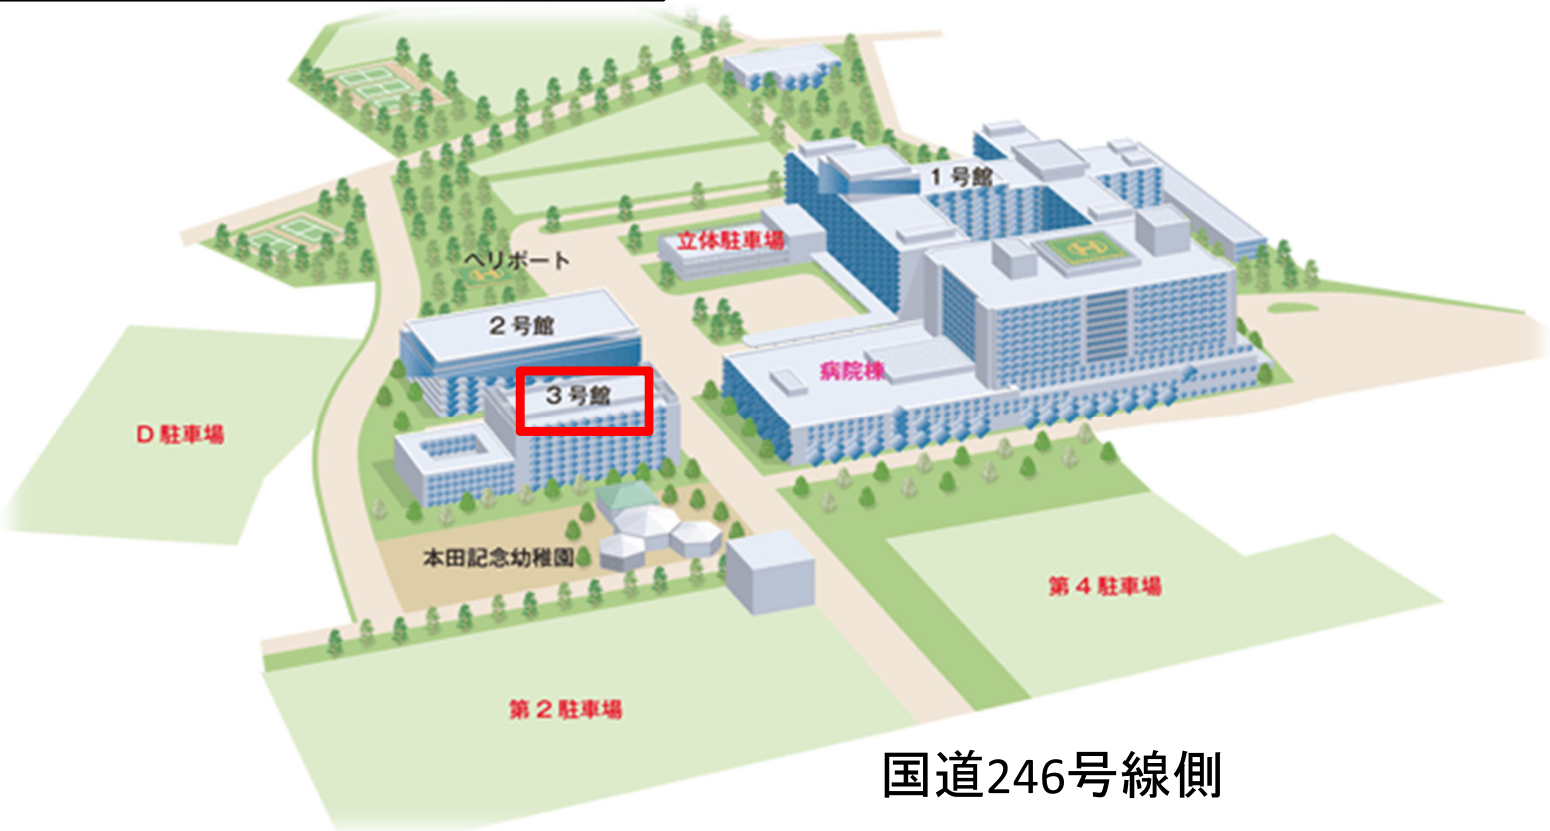 1号館
立体駐車場
ヘリポート
H
H
2号館
病院棟
3号館
D駐車場
本田記念幼稚園
第4駐車場
第2駐車場
国道246号線側